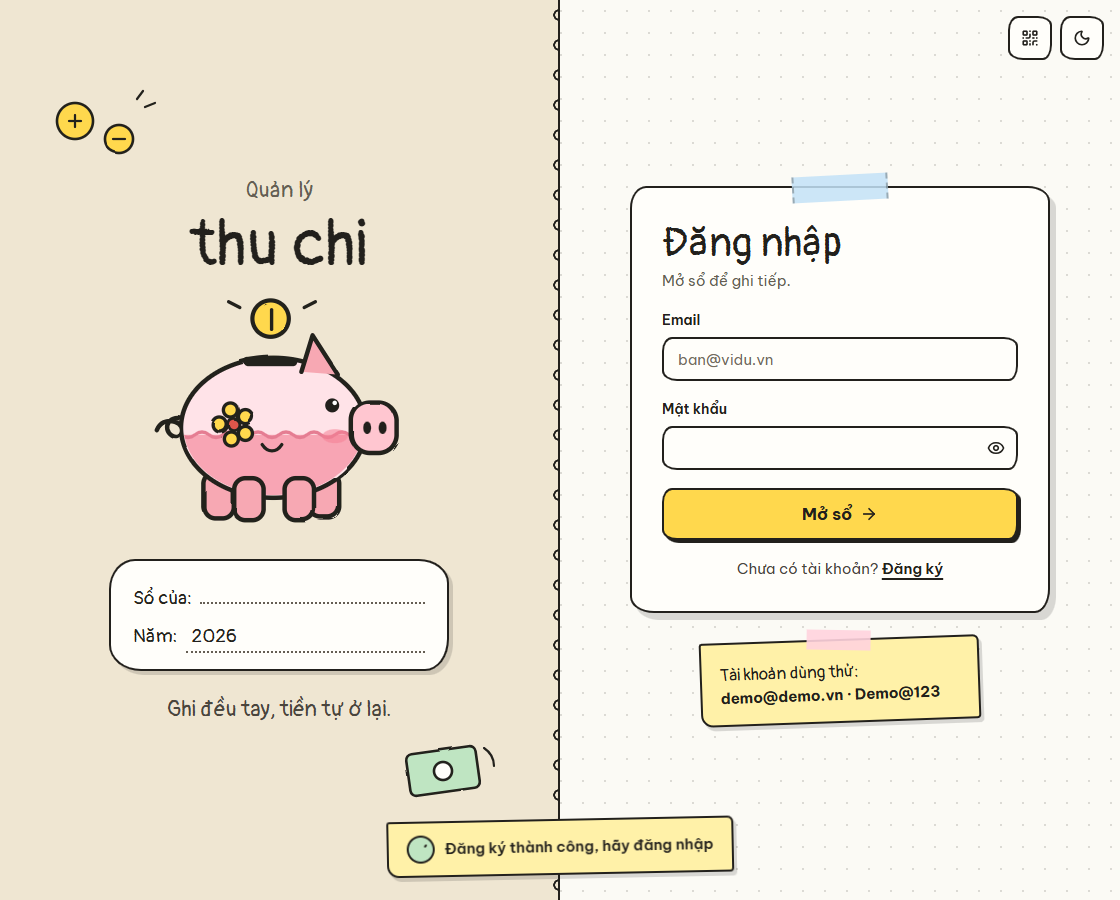 Quản lý
thu chi
Sổ của:
Năm: 2026
Ghi đều tay, tiền tự ở lại.
Đăng nhập
Mở sổ để ghi tiếp.
Email
ban@vidu.vn
Mật khẩu
Mở sổ →
Chưa có tài khoản? Đăng ký
Tài khoản dùng thử:
demo@demo.vn · Demo@123
Đăng ký thành công, hãy đăng nhập